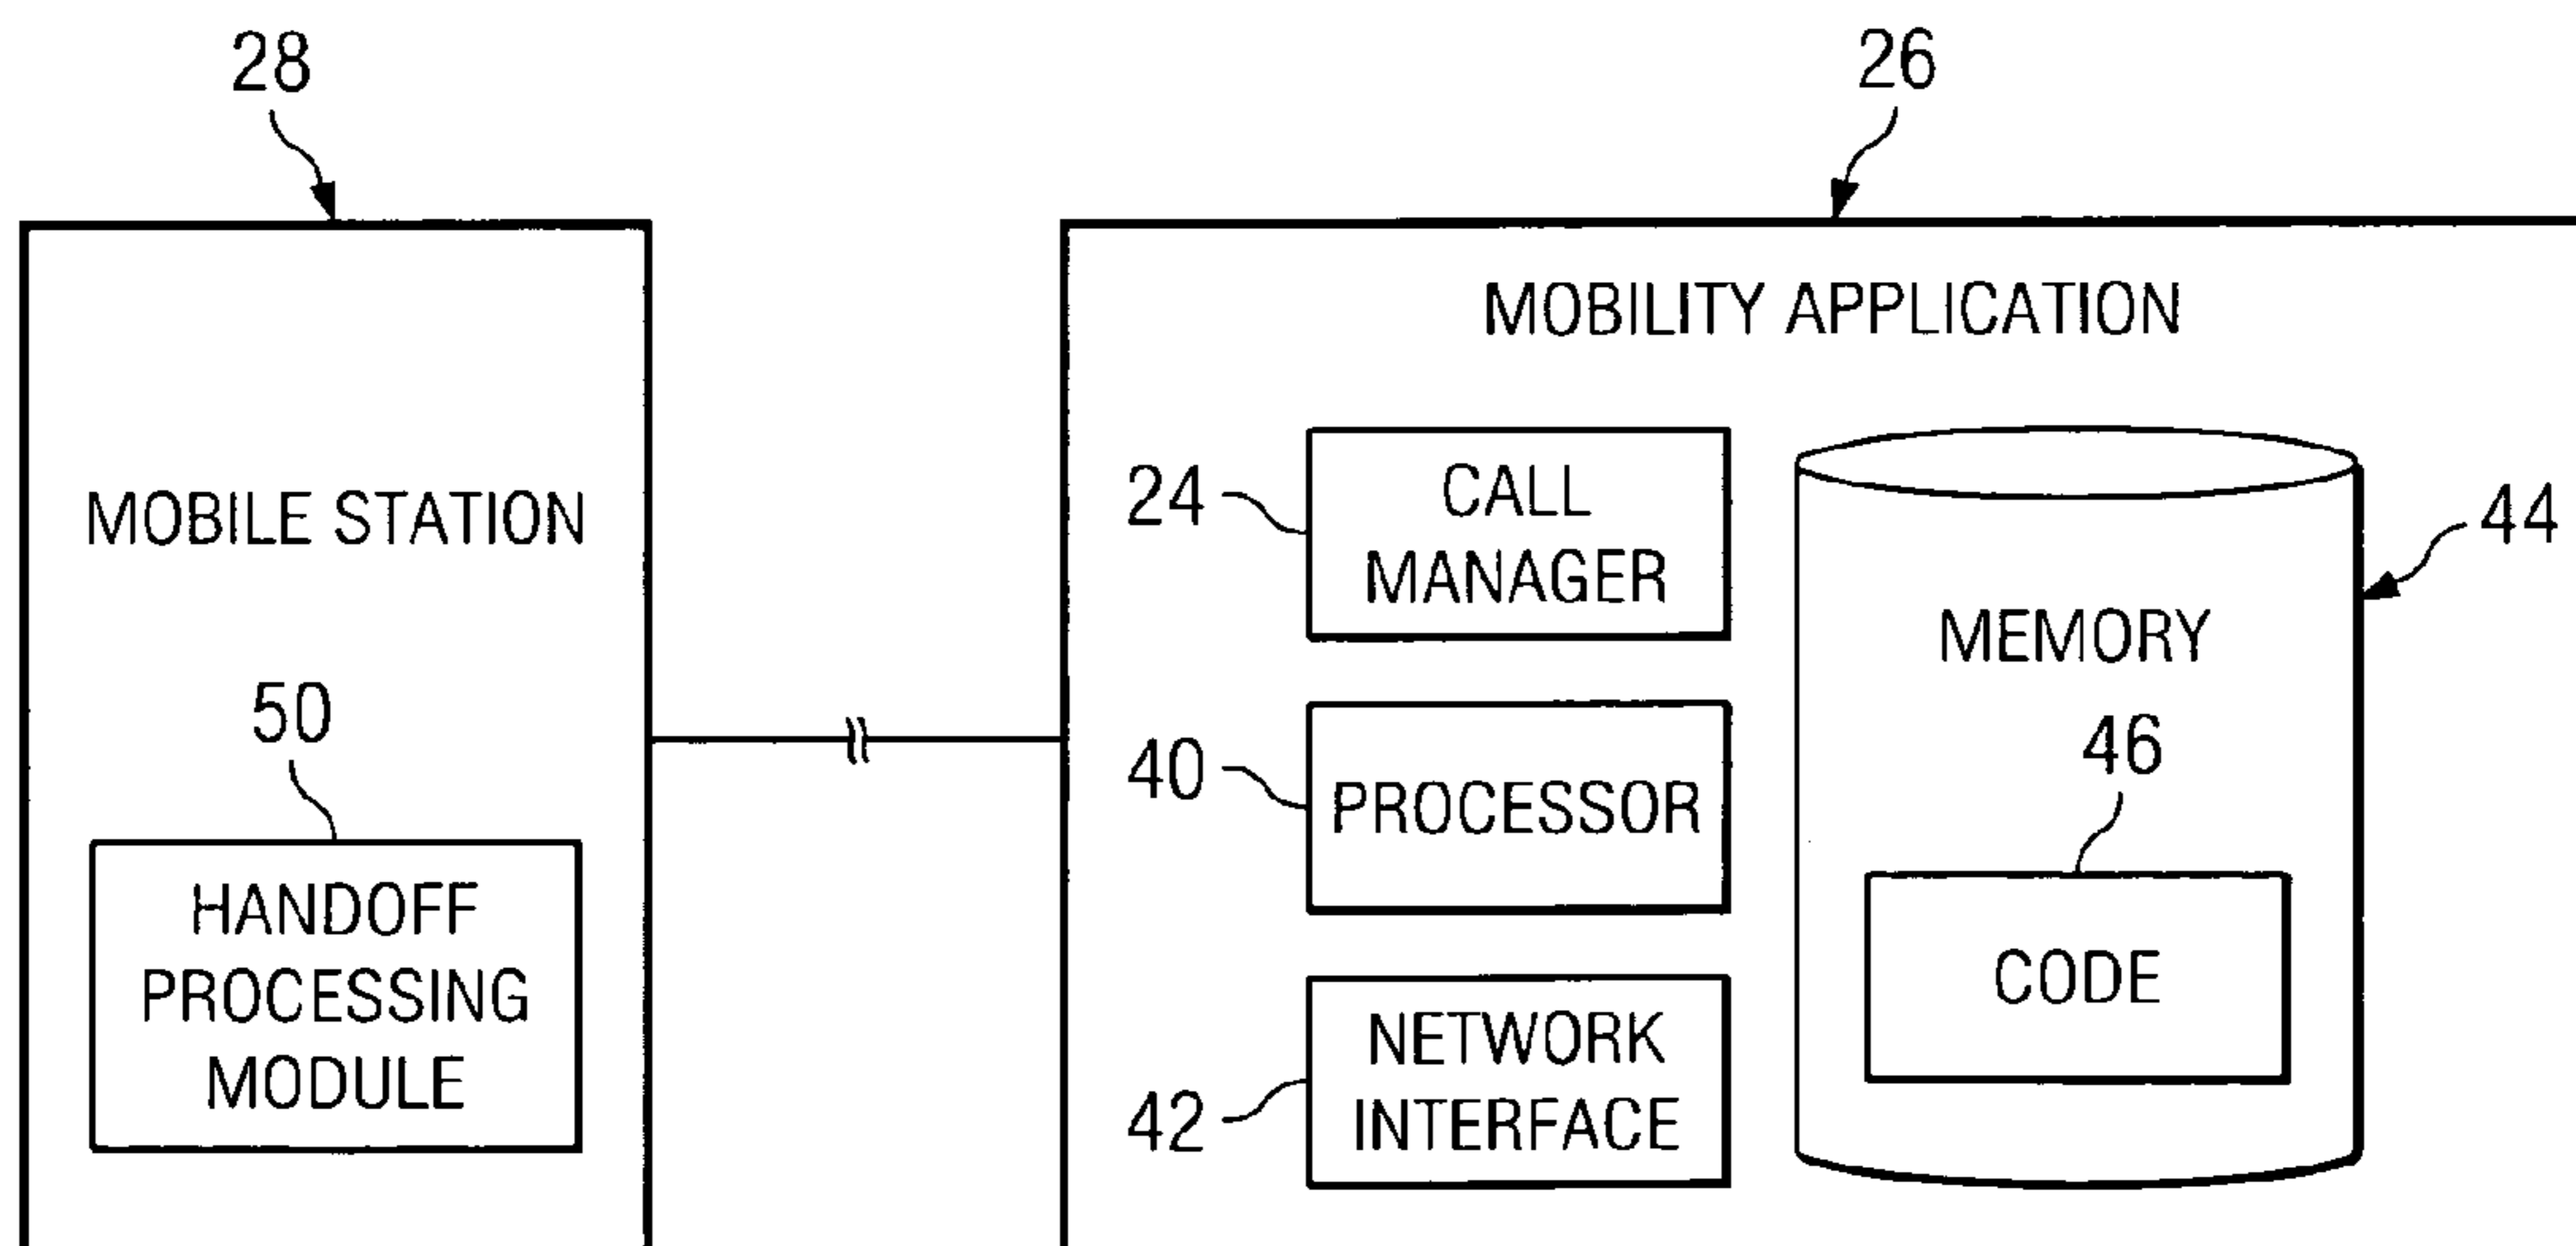 28
26
MOBILE STATION
50
HANDOFF
PROCESSING
MODULE
MOBILITY APPLICATION
24
CALL
MANAGER
40
PROCESSOR
42
NETWORK
INTERFACE
44
MEMORY
46
CODE